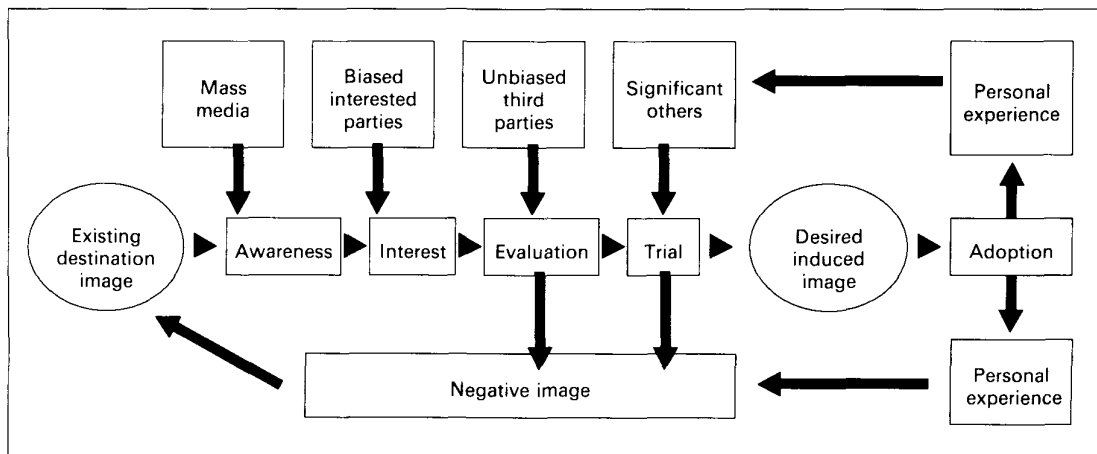 Mass
media
Biased
interested
parties
Unbiased
third
parties
Significant
others
Personal
experience
Existing
destination
image
Awareness
Interest
Evaluation
Trial
Desired
induced
image
Adoption
Negative image
Personal
experience